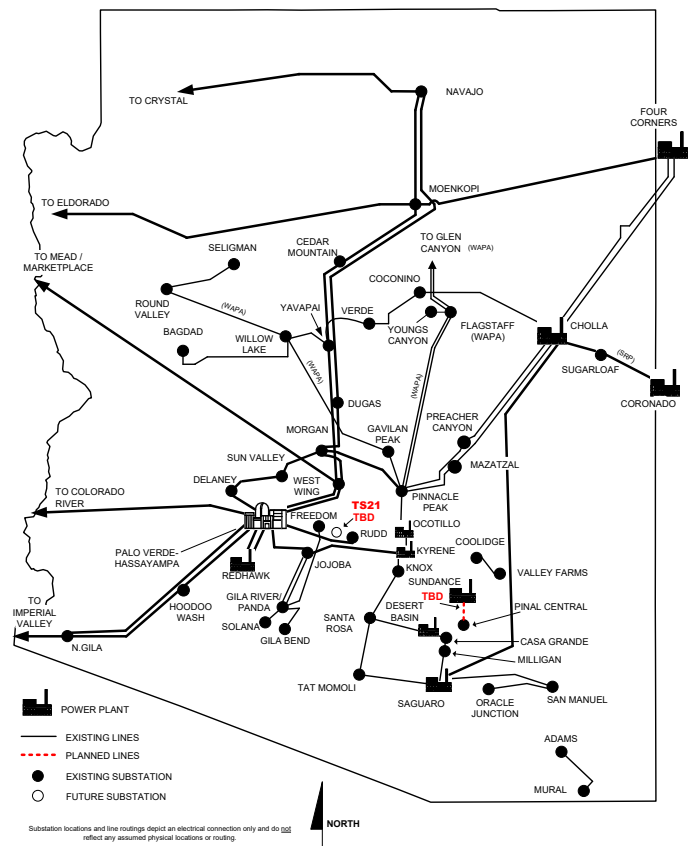 NAVAJO
TO CRYSTAL
FOUR
CORNERS
MOENKOPI
TO ELDORADO
TO GLEN
CANYON (WAPA)
CEDAR
MOUNTAIN
SELIGMAN
TO MEAD /
MARKETPLACE
COCONINO
ROUND
VALLEY
(WAPA)
YAVAPAI
VERDE
YOUNGS
CANYON
FLAGSTAFF
(WAPA)
CHOLLA
BAGDAD
WILLOW
LAKE
(SRP)
SUGARLOAF
(WAPA)
(WAPA)
CORONADO
DUGAS
PREACHER
CANYON
MORGAN
GAVILAN
PEAK
SUN VALLEY
MAZATZAL
DELANEY
WEST
WING
PINNACLE
PEAK
TO COLORADO
RIVER
TS21
TBD
FREEDOM
RUDD
OCOTILLO
COOLIDGE
KYRENE
PALO VERDE-
HASSAYAMPA
REDHAWK
JOJOBA
KNOX
VALLEY FARMS
SUNDANCE
TBD
TO
IMPERIAL
VALLEY
HOODOO
WASH
GILA RIVER/
PANDA
SOLANA
GILA BEND
SANTA
ROSA
DESERT
BASIN
PINAL CENTRAL
CASA GRANDE
N.GILA
MILLIGAN
TAT MOMOLI
SAGUARO
ORACLE
JUNCTION
SAN MANUEL
POWER PLANT
EXISTING LINES
PLANNED LINES
EXISTING SUBSTATION
FUTURE SUBSTATION
ADAMS
MURAL
NORTH
Substation locations and line routings depict an electrical connection only and do not
reflect any assumed physical locations or routing.